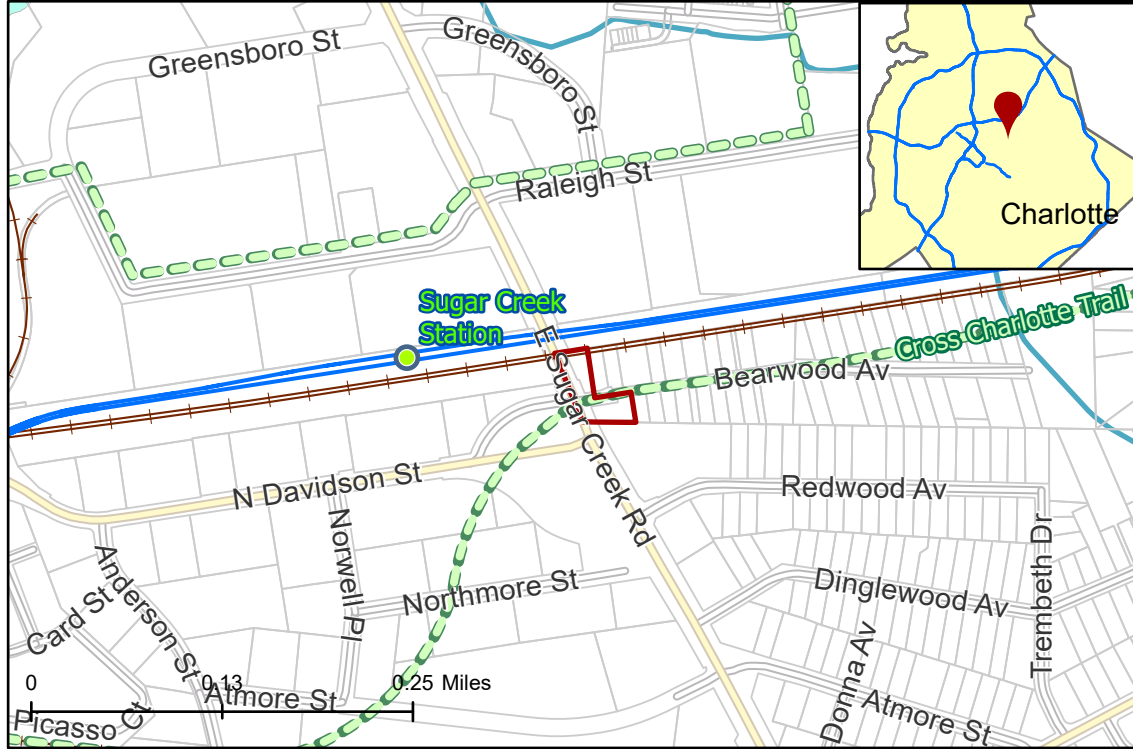 Greensboro St
Greensboro St
Charlotte
Raleigh St
Sugar Creek
Station
E Sugar Creek Rd
Cross Charlotte Trail
Bearwood Av
N Davidson St
Redwood Av
Norwell Pl
Trembeth Dr
Anderson St
Northmore St
Dinglewood Av
Card St
Donna Av
0 0.13 0.25 Miles
Atmore St
Atmore St
Picasso Ct